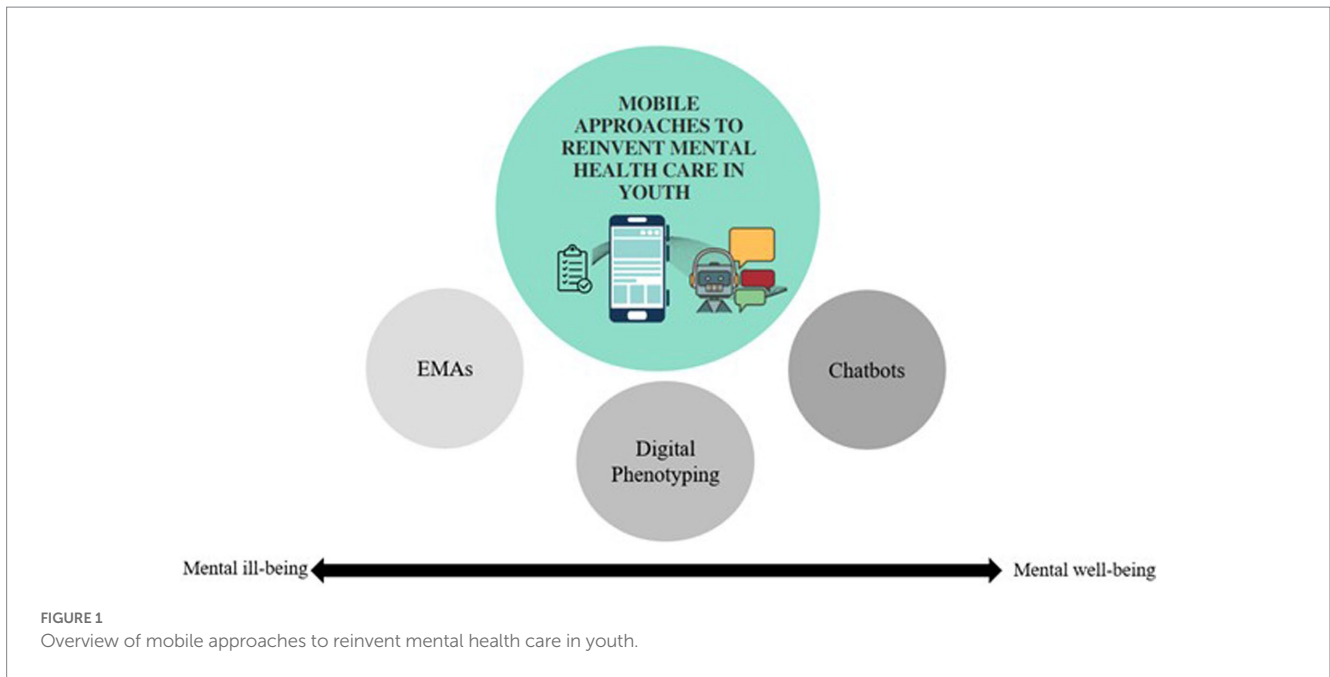 MOBILE
APPROACHES TO
REINVENT MENTAL
HEALTH CARE IN
YOUTH
EMAs
Chatbots
Digital
Phenotyping
Mental ill-being
Mental well-being
FIGURE 1
Overview of mobile approaches to reinvent mental health care in youth.